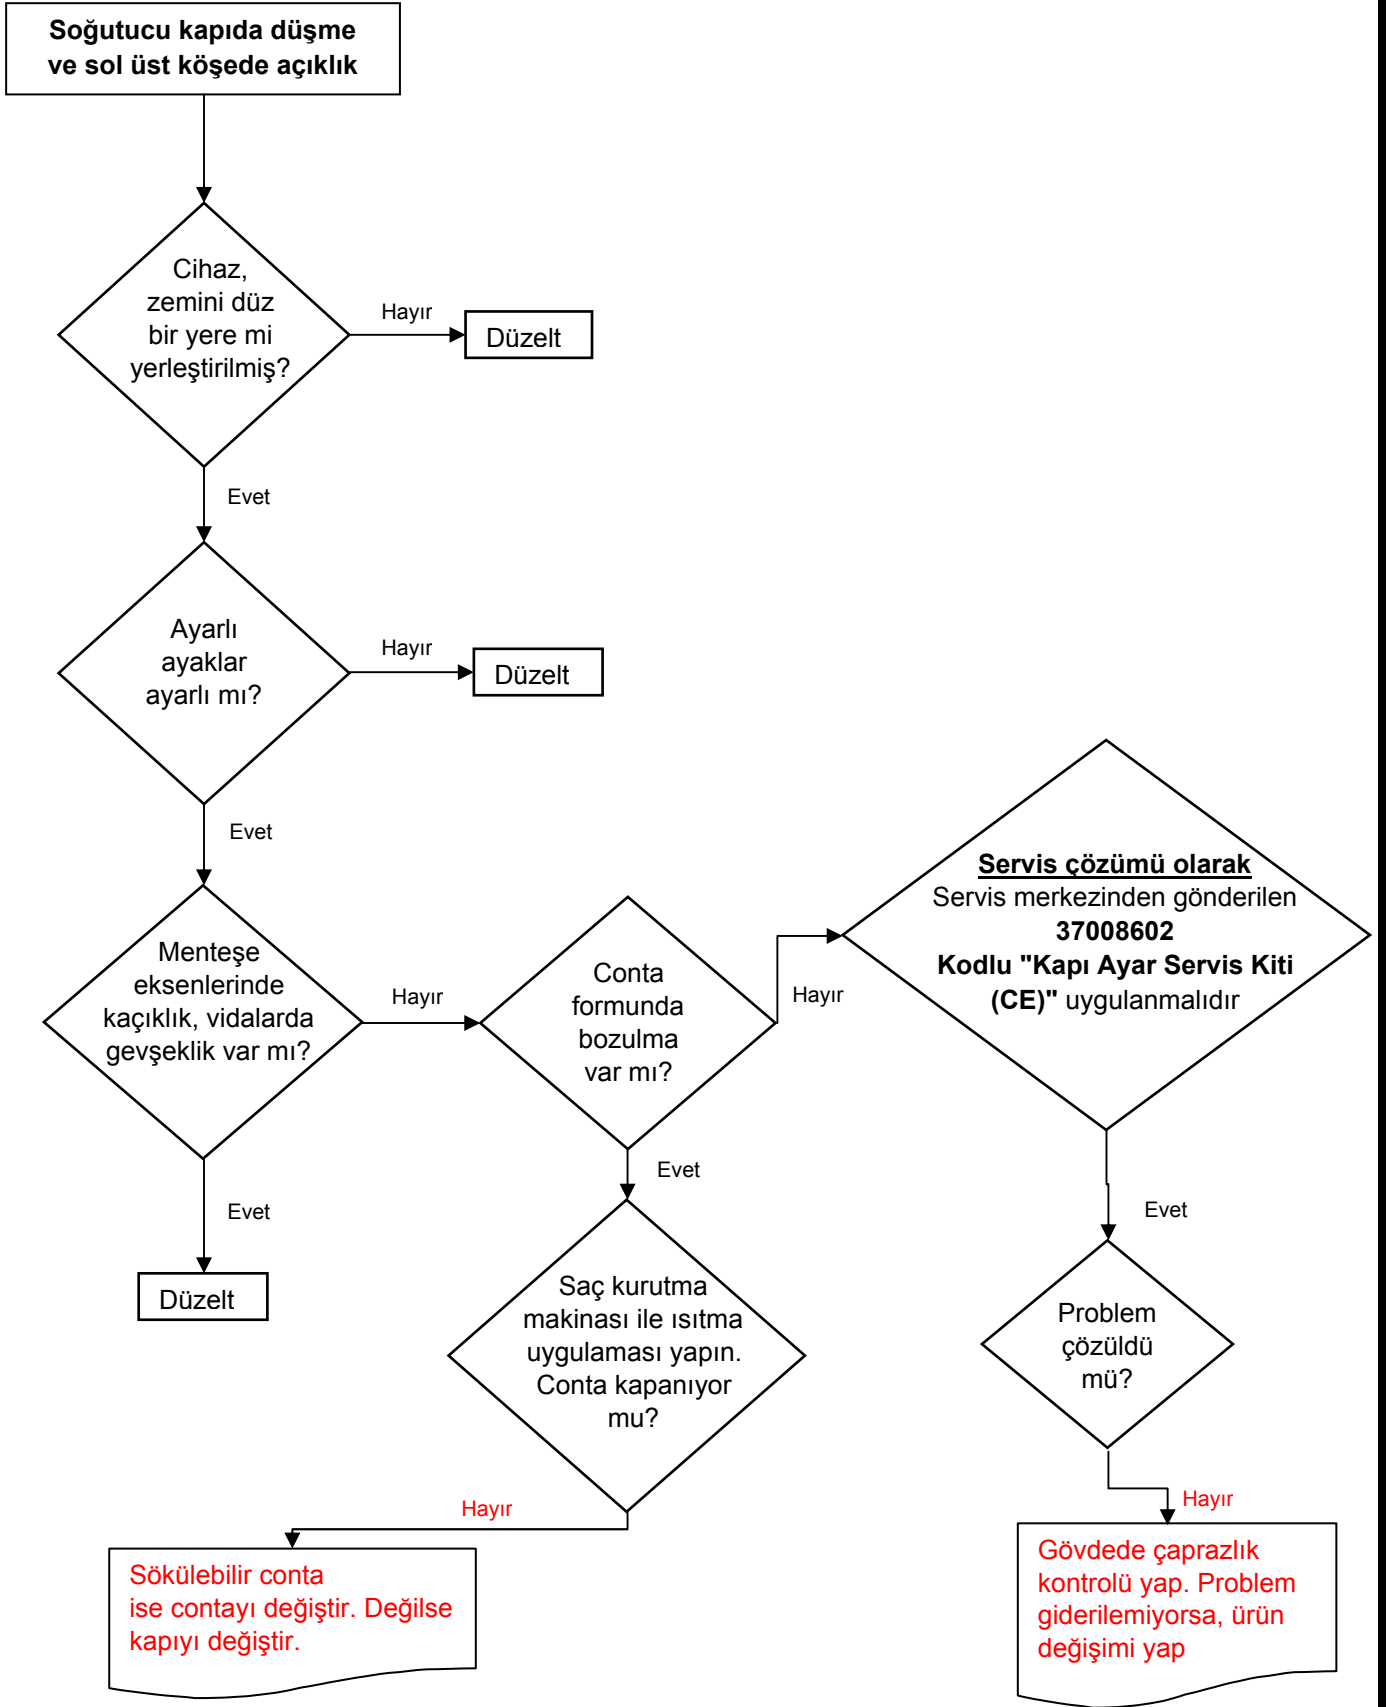 Soğutucu kapıda düşme
ve sol üst köşede açıklık
Cihaz,
zemini düz
bir yere mi
yerleştirilmiş?
Hayır
Düzelt
Evet
Ayarlı
ayaklar
ayarlı mı?
Hayır
Düzelt
Evet
Menteşe
eksenlerinde
kaçıklık, vidalarda
gevşeklik var mı?
Hayır
Evet
Düzelt
Conta
formunda
bozulma
var mı?
Hayır
Evet
Servis çözümü olarak
Servis merkezinden gönderilen
37008602
Kodlu "Kapı Ayar Servis Kiti
(CE)" uygulanmalıdır
Evet
Saç kurutma
makinası ile ısıtma
uygulaması yapın.
Conta kapanıyor
mu?
Hayır
Sökülebilir conta
ise contayı değiştir. Değilse
kapıyı değiştir.
Problem
çözüldü
mü?
Hayır
Gövdede çaprazlık
kontrolü yap. Problem
giderilemiyorsa, ürün
değişimi yap